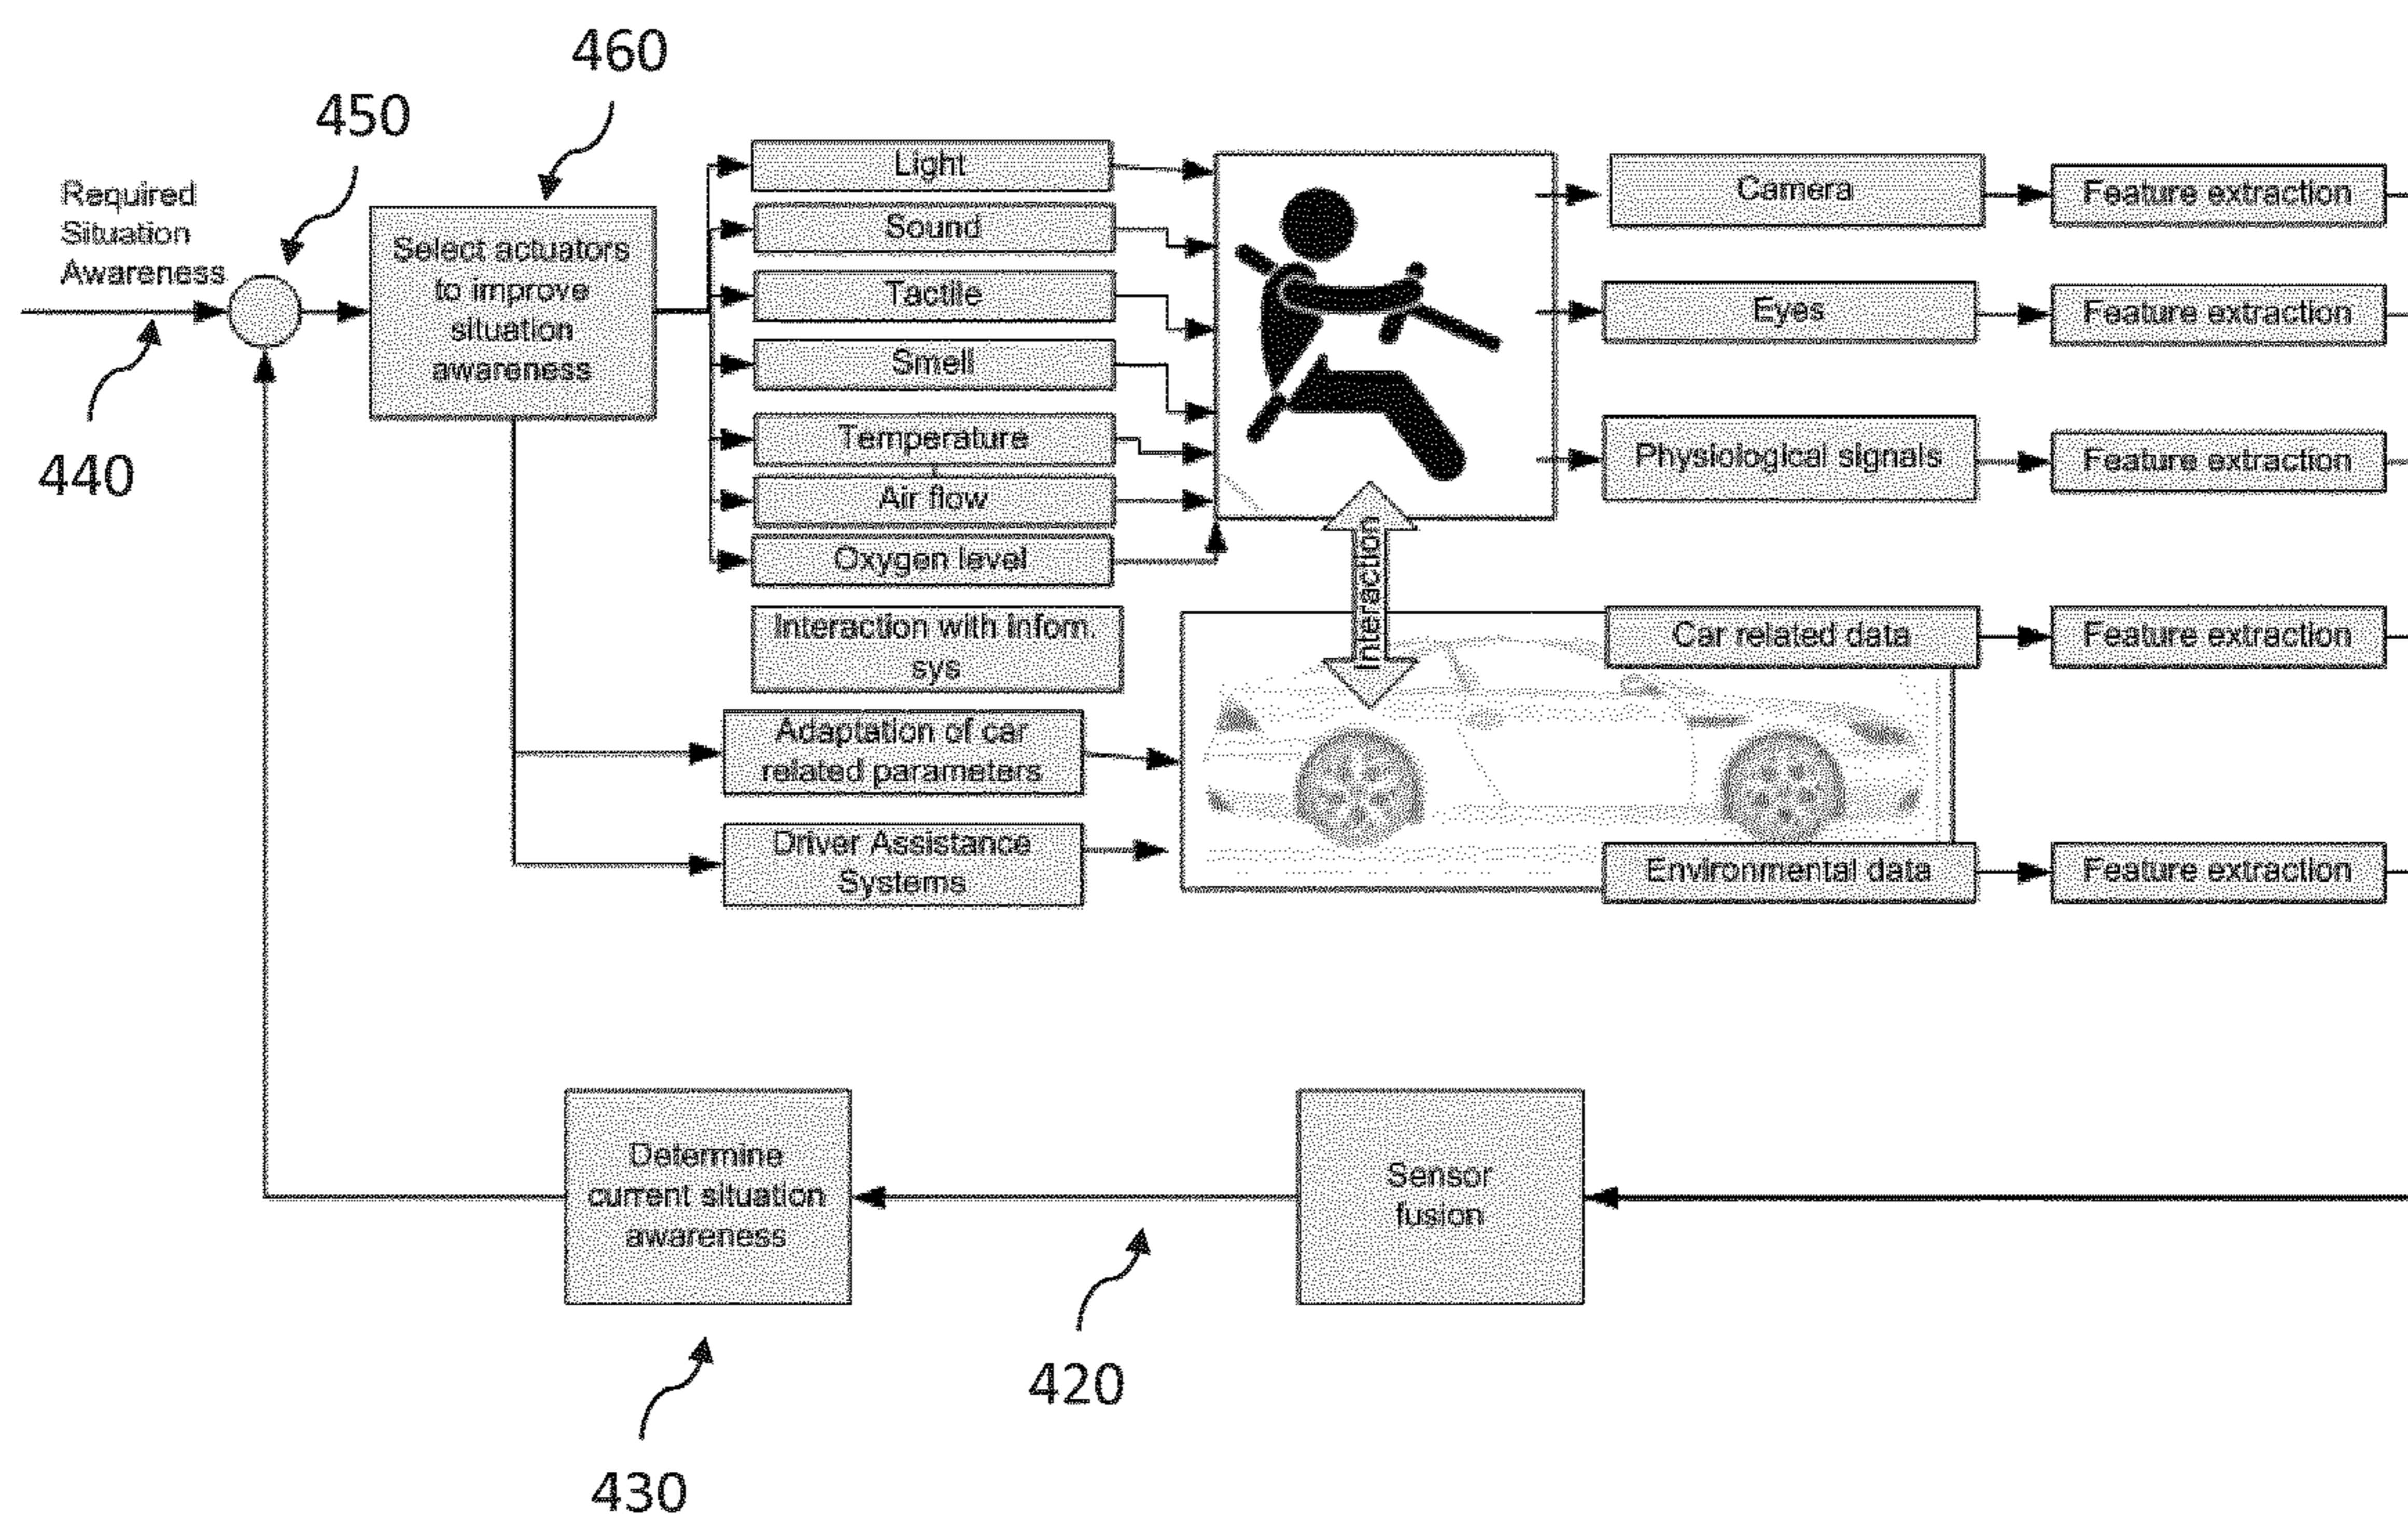 460
450
Required
Situation
Awareness
440
Select actuators
to improve
situation
awareness
Light
Sound
Tactile
Smell
Temperature
Air flow
Oxygen level
Interaction with inform.
sys
Adaptation of car
related parameters
Driver Assistance
Systems
Interaction
Camera
Feature extraction
Eyes
Feature extraction
Physiological signals
Feature extraction
Car related data
Feature extraction
Environmental data
Feature extraction
Determine
current situation
awareness
Sensor
fusion
420
430